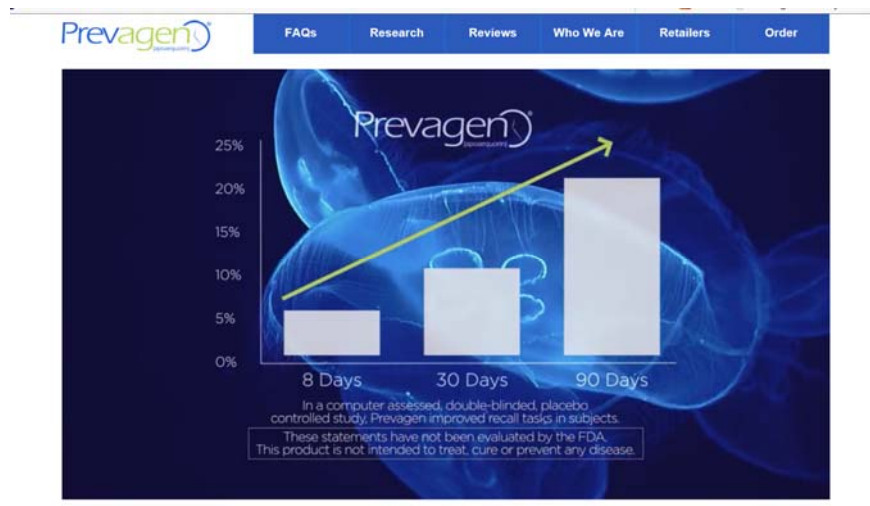 Prevagen®
(apoaequorin)
FAQs Research Reviews Who We Are Retailers Order
Prevagen®
(apoaequorin)
25%
20%
15%
10%
5%
0%
8 Days 30 Days 90 Days
In a computer assessed, double-blinded, placebo
controlled study, Prevagen improved recall tasks in subjects.
These statements have not been evaluated by the FDA.
This product is not intended to treat, cure or prevent any disease.